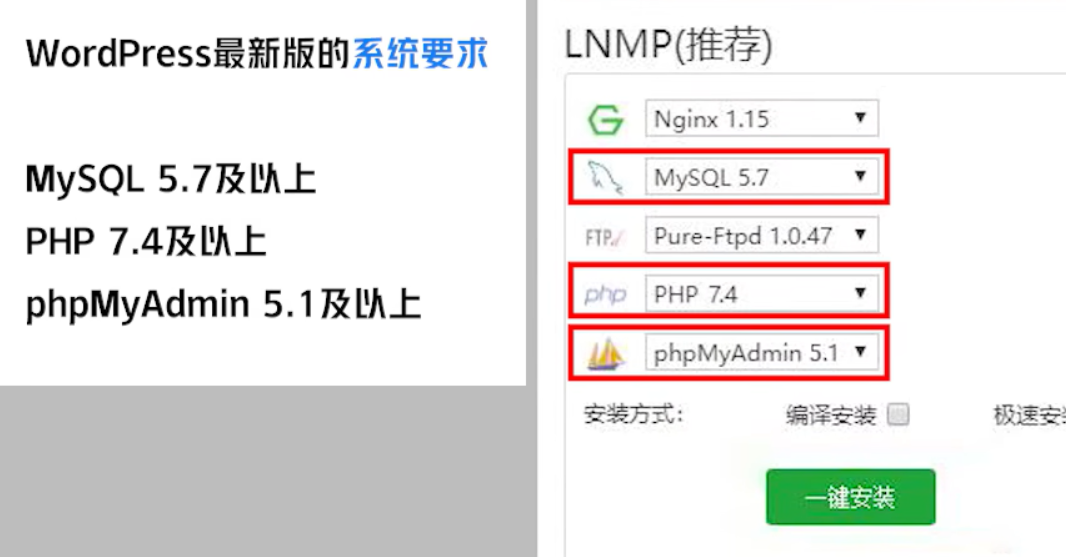 WordPress最新版的系统要求
MySQL 5.7及以上
PHP 7.4及以上
phpMyAdmin 5.1及以上
LNMP(推荐)
Nginx 1.15
MySQL 5.7
FTP
Pure-Ftpd 1.0.47
php
PHP 7.4
phpMyAdmin 5.1
安装方式:
编译安装
极速安装
一键安装